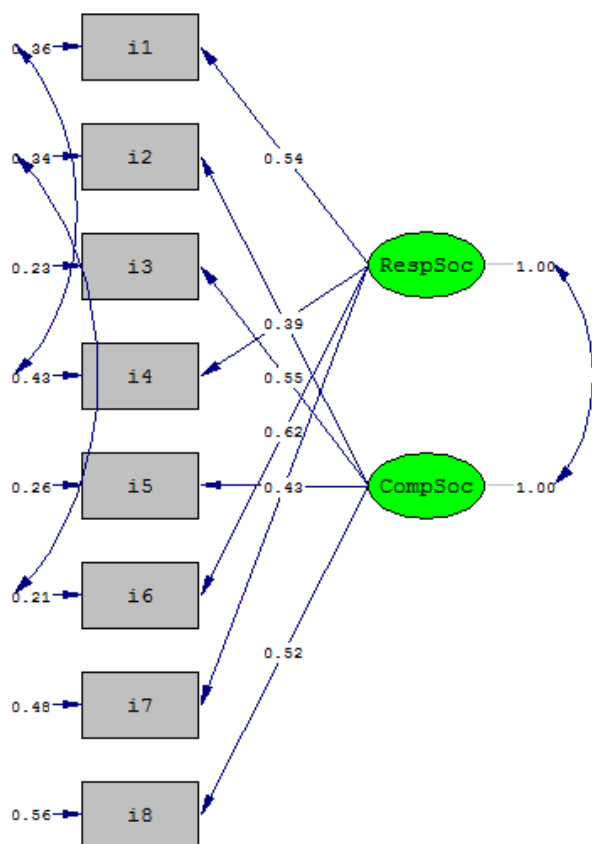 0.36 i1
0.54
0.34 i2
0.23 i3 RespSoc 1.00
0.39
0.43 i4 0.55
0.62
0.26 i5 0.43 CompSoc 1.00
0.21 i6
0.52
0.48 i7
0.56 i8